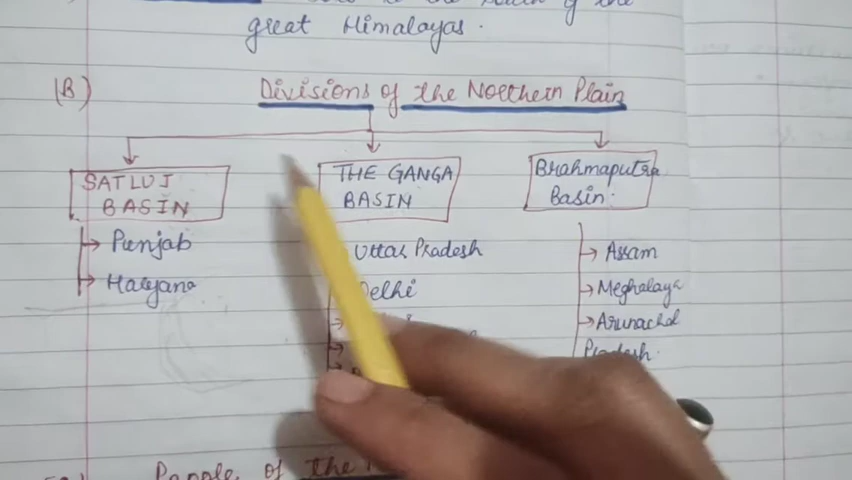 great Himalayas.
(B) Divisions of the Northern Plain
SATLUJ
BASIN
→ Punjab
→ Haryana
THE GANGA
BASIN
Uttar Pradesh
Delhi
Brahmaputra
Basin.
→ Assam
→ Meghalaya
→ Arunachal
Pradesh.
People of the